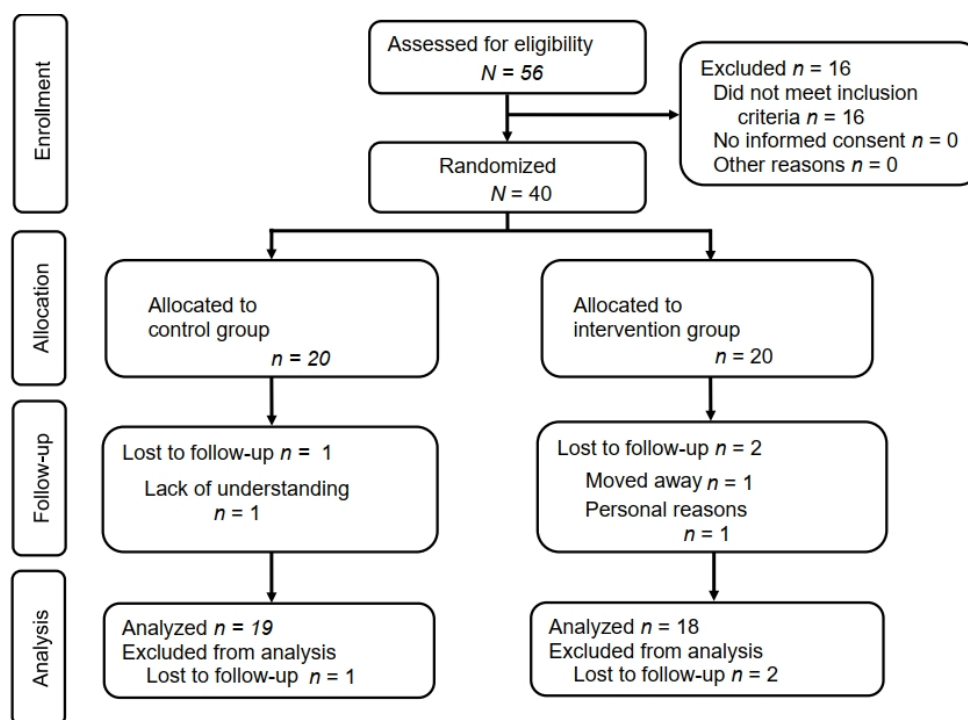 Enrollment
Assessed for eligibility
N = 56
Excluded n = 16
Did not meet inclusion
criteria n = 16
No informed consent n = 0
Other reasons n = 0
Randomized
N = 40
Allocation
Allocated to
control group
n = 20
Allocated to
intervention group
n = 20
Follow-up
Lost to follow-up n = 1
Lack of understanding
n = 1
Lost to follow-up n = 2
Moved away n = 1
Personal reasons
n = 1
Analysis
Analyzed n = 19
Excluded from analysis
Lost to follow-up n = 1
Analyzed n = 18
Excluded from analysis
Lost to follow-up n = 2